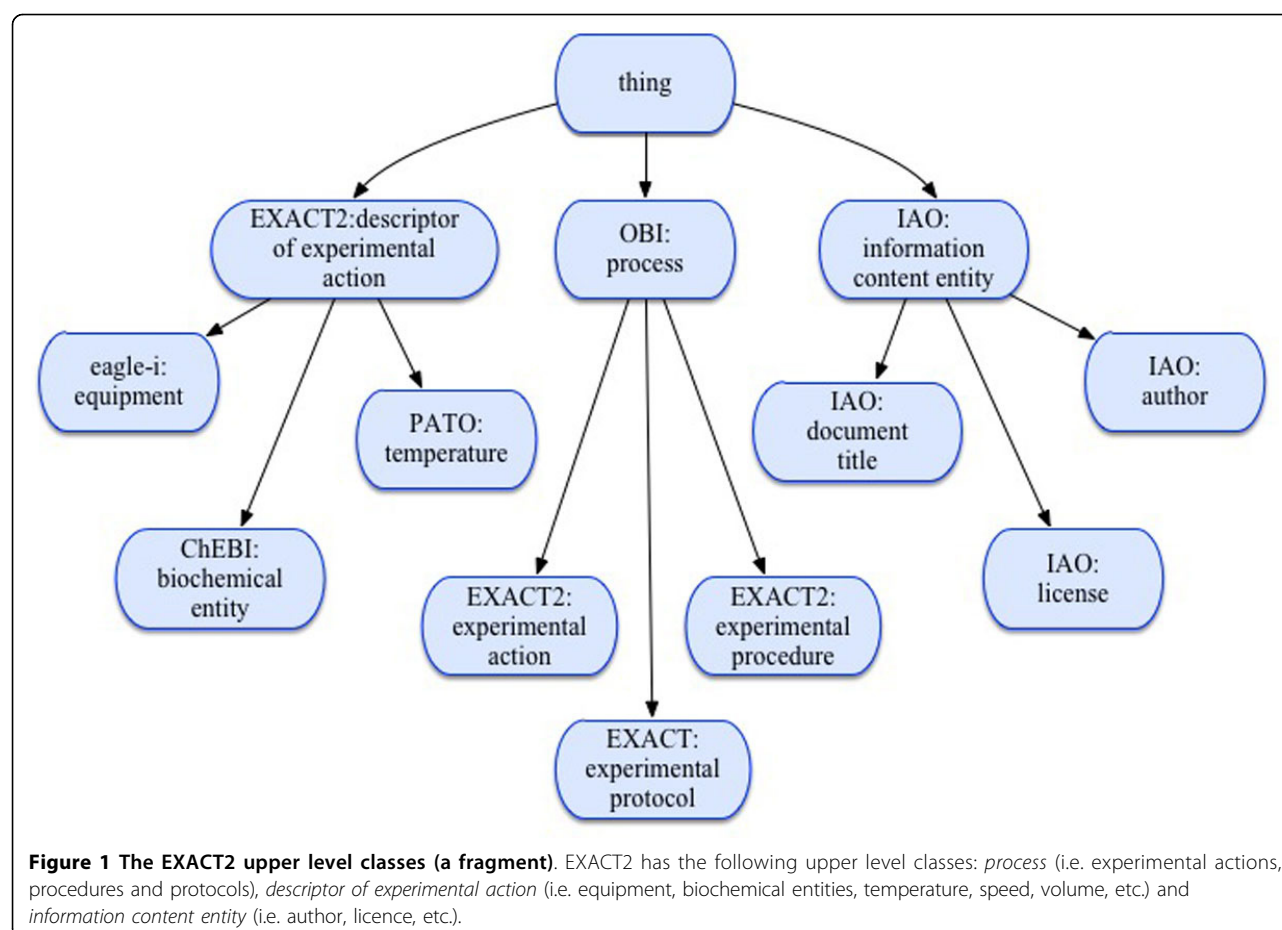 thing
EXACT2:descriptor
of experimental
action
OBI:
process
IAO:
information
content entity
eagle-i:
equipment
PATO:
temperature
IAO:
document
title
IAO:
author
ChEBI:
biochemical
entity
EXACT2:
experimental
action
EXACT2:
experimental
procedure
IAO:
license
EXACT:
experimental
protocol
Figure 1 The EXACT2 upper level classes (a fragment). EXACT2 has the following upper level classes: process (i.e. experimental actions,
procedures and protocols), descriptor of experimental action (i.e. equipment, biochemical entities, temperature, speed, volume, etc.) and
information content entity (i.e. author, licence, etc.).